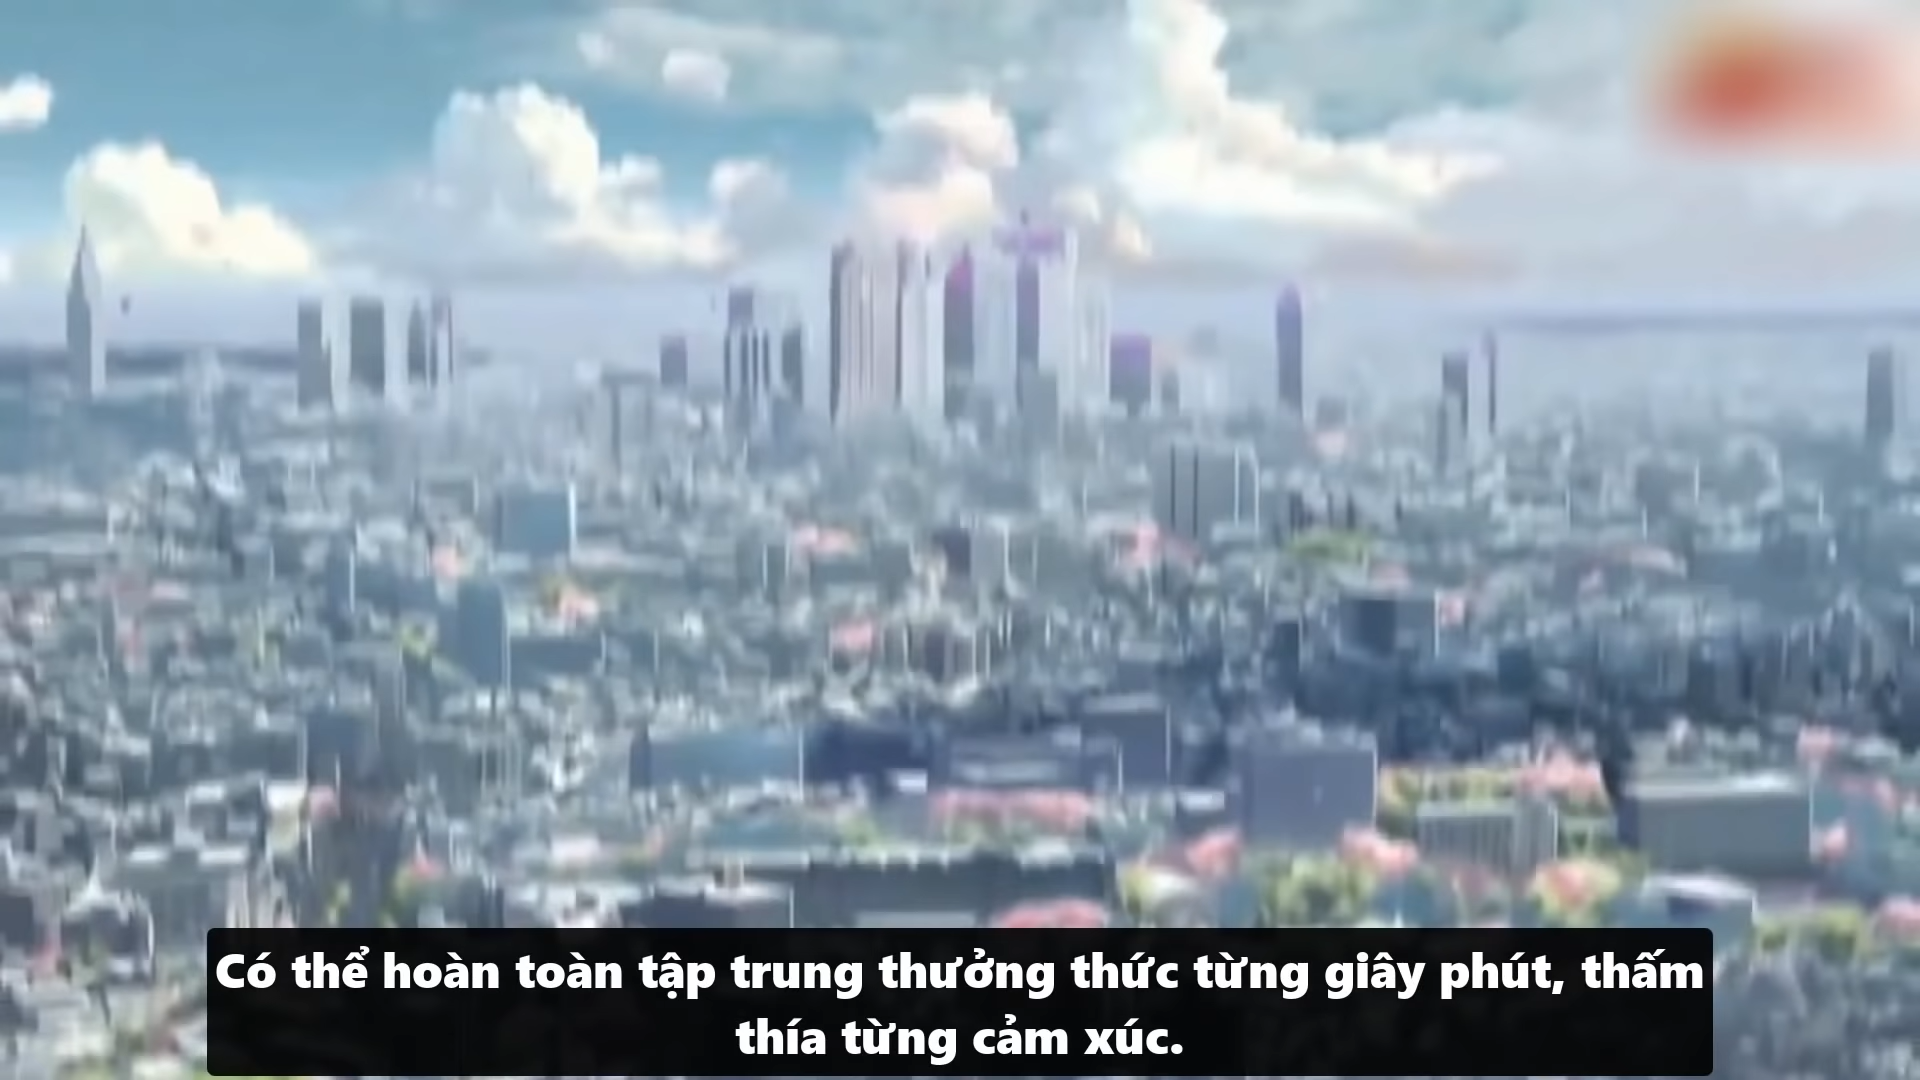 Có thể hoàn toàn tập trung thưởng thức từng giây phút, thấm
thía từng cảm xúc.